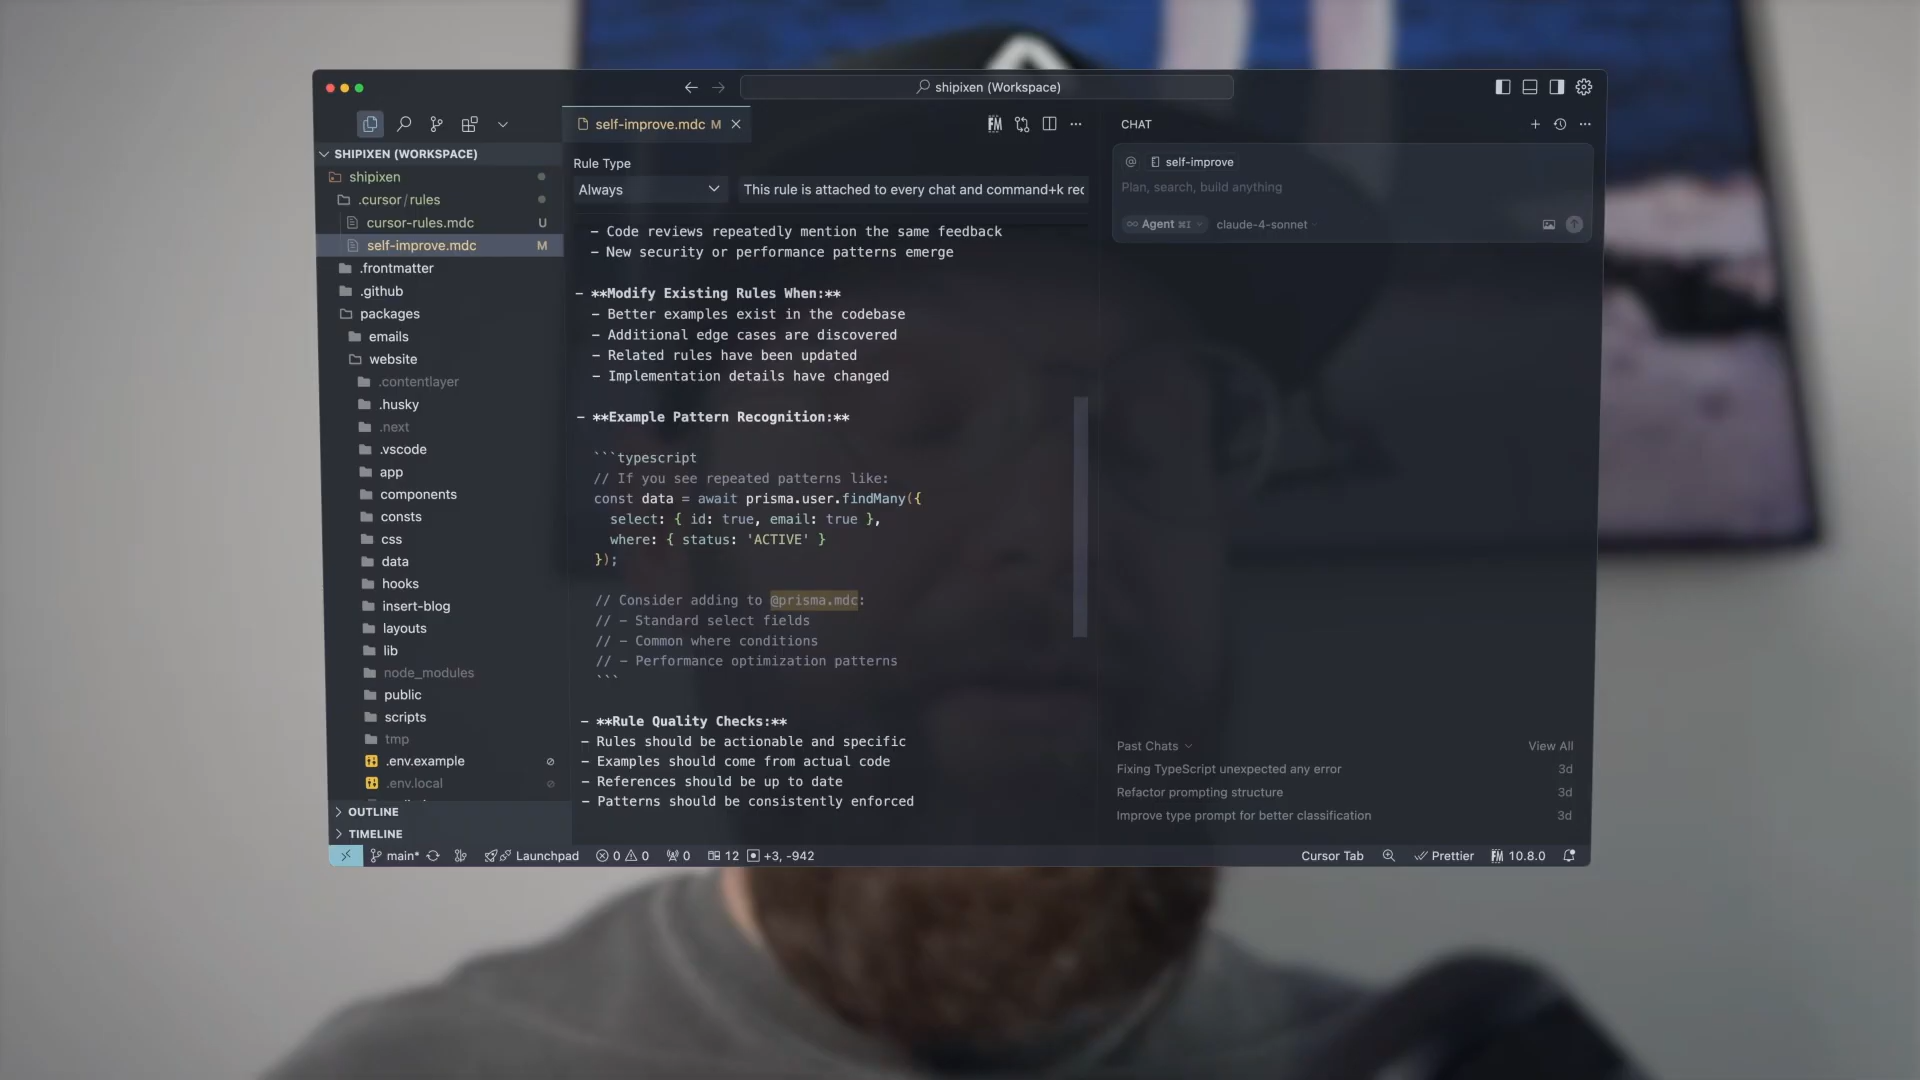 shipixen (Workspace)
self-improve.mdc M
CHAT
SHIPIXEN (WORKSPACE)
shipixen
.cursor/rules
cursor-rules.mdc U
self-improve.mdc M
.frontmatter
.github
packages
emails
website
.contentlayer
.husky
.next
.vscode
app
components
consts
css
data
hooks
insert-blog
layouts
lib
node_modules
public
scripts
tmp
.env.example
.env.local
OUTLINE
TIMELINE
Rule Type
Always
This rule is attached to every chat and command+k rec
- Code reviews repeatedly mention the same feedback
- New security or performance patterns emerge
- **Modify Existing Rules When:**
- Better examples exist in the codebase
- Additional edge cases are discovered
- Related rules have been updated
- Implementation details have changed
- **Example Pattern Recognition:**
```typescript
// If you see repeated patterns like:
const data = await prisma.user.findMany({
select: { id: true, email: true },
where: { status: 'ACTIVE' }
});
// Consider adding to @prisma.mdc:
// - Standard select fields
// - Common where conditions
// - Performance optimization patterns
```
- **Rule Quality Checks:**
- Rules should be actionable and specific
- Examples should come from actual code
- References should be up to date
- Patterns should be consistently enforced
@ self-improve
Plan, search, build anything
∞ Agent ⌘I claude-4-sonnet
Past Chats View All
Fixing TypeScript unexpected any error 3d
Refactor prompting structure 3d
Improve type prompt for better classification 3d
main* Launchpad 0 0 0 12 +3, -942
Cursor Tab Prettier FM 10.8.0